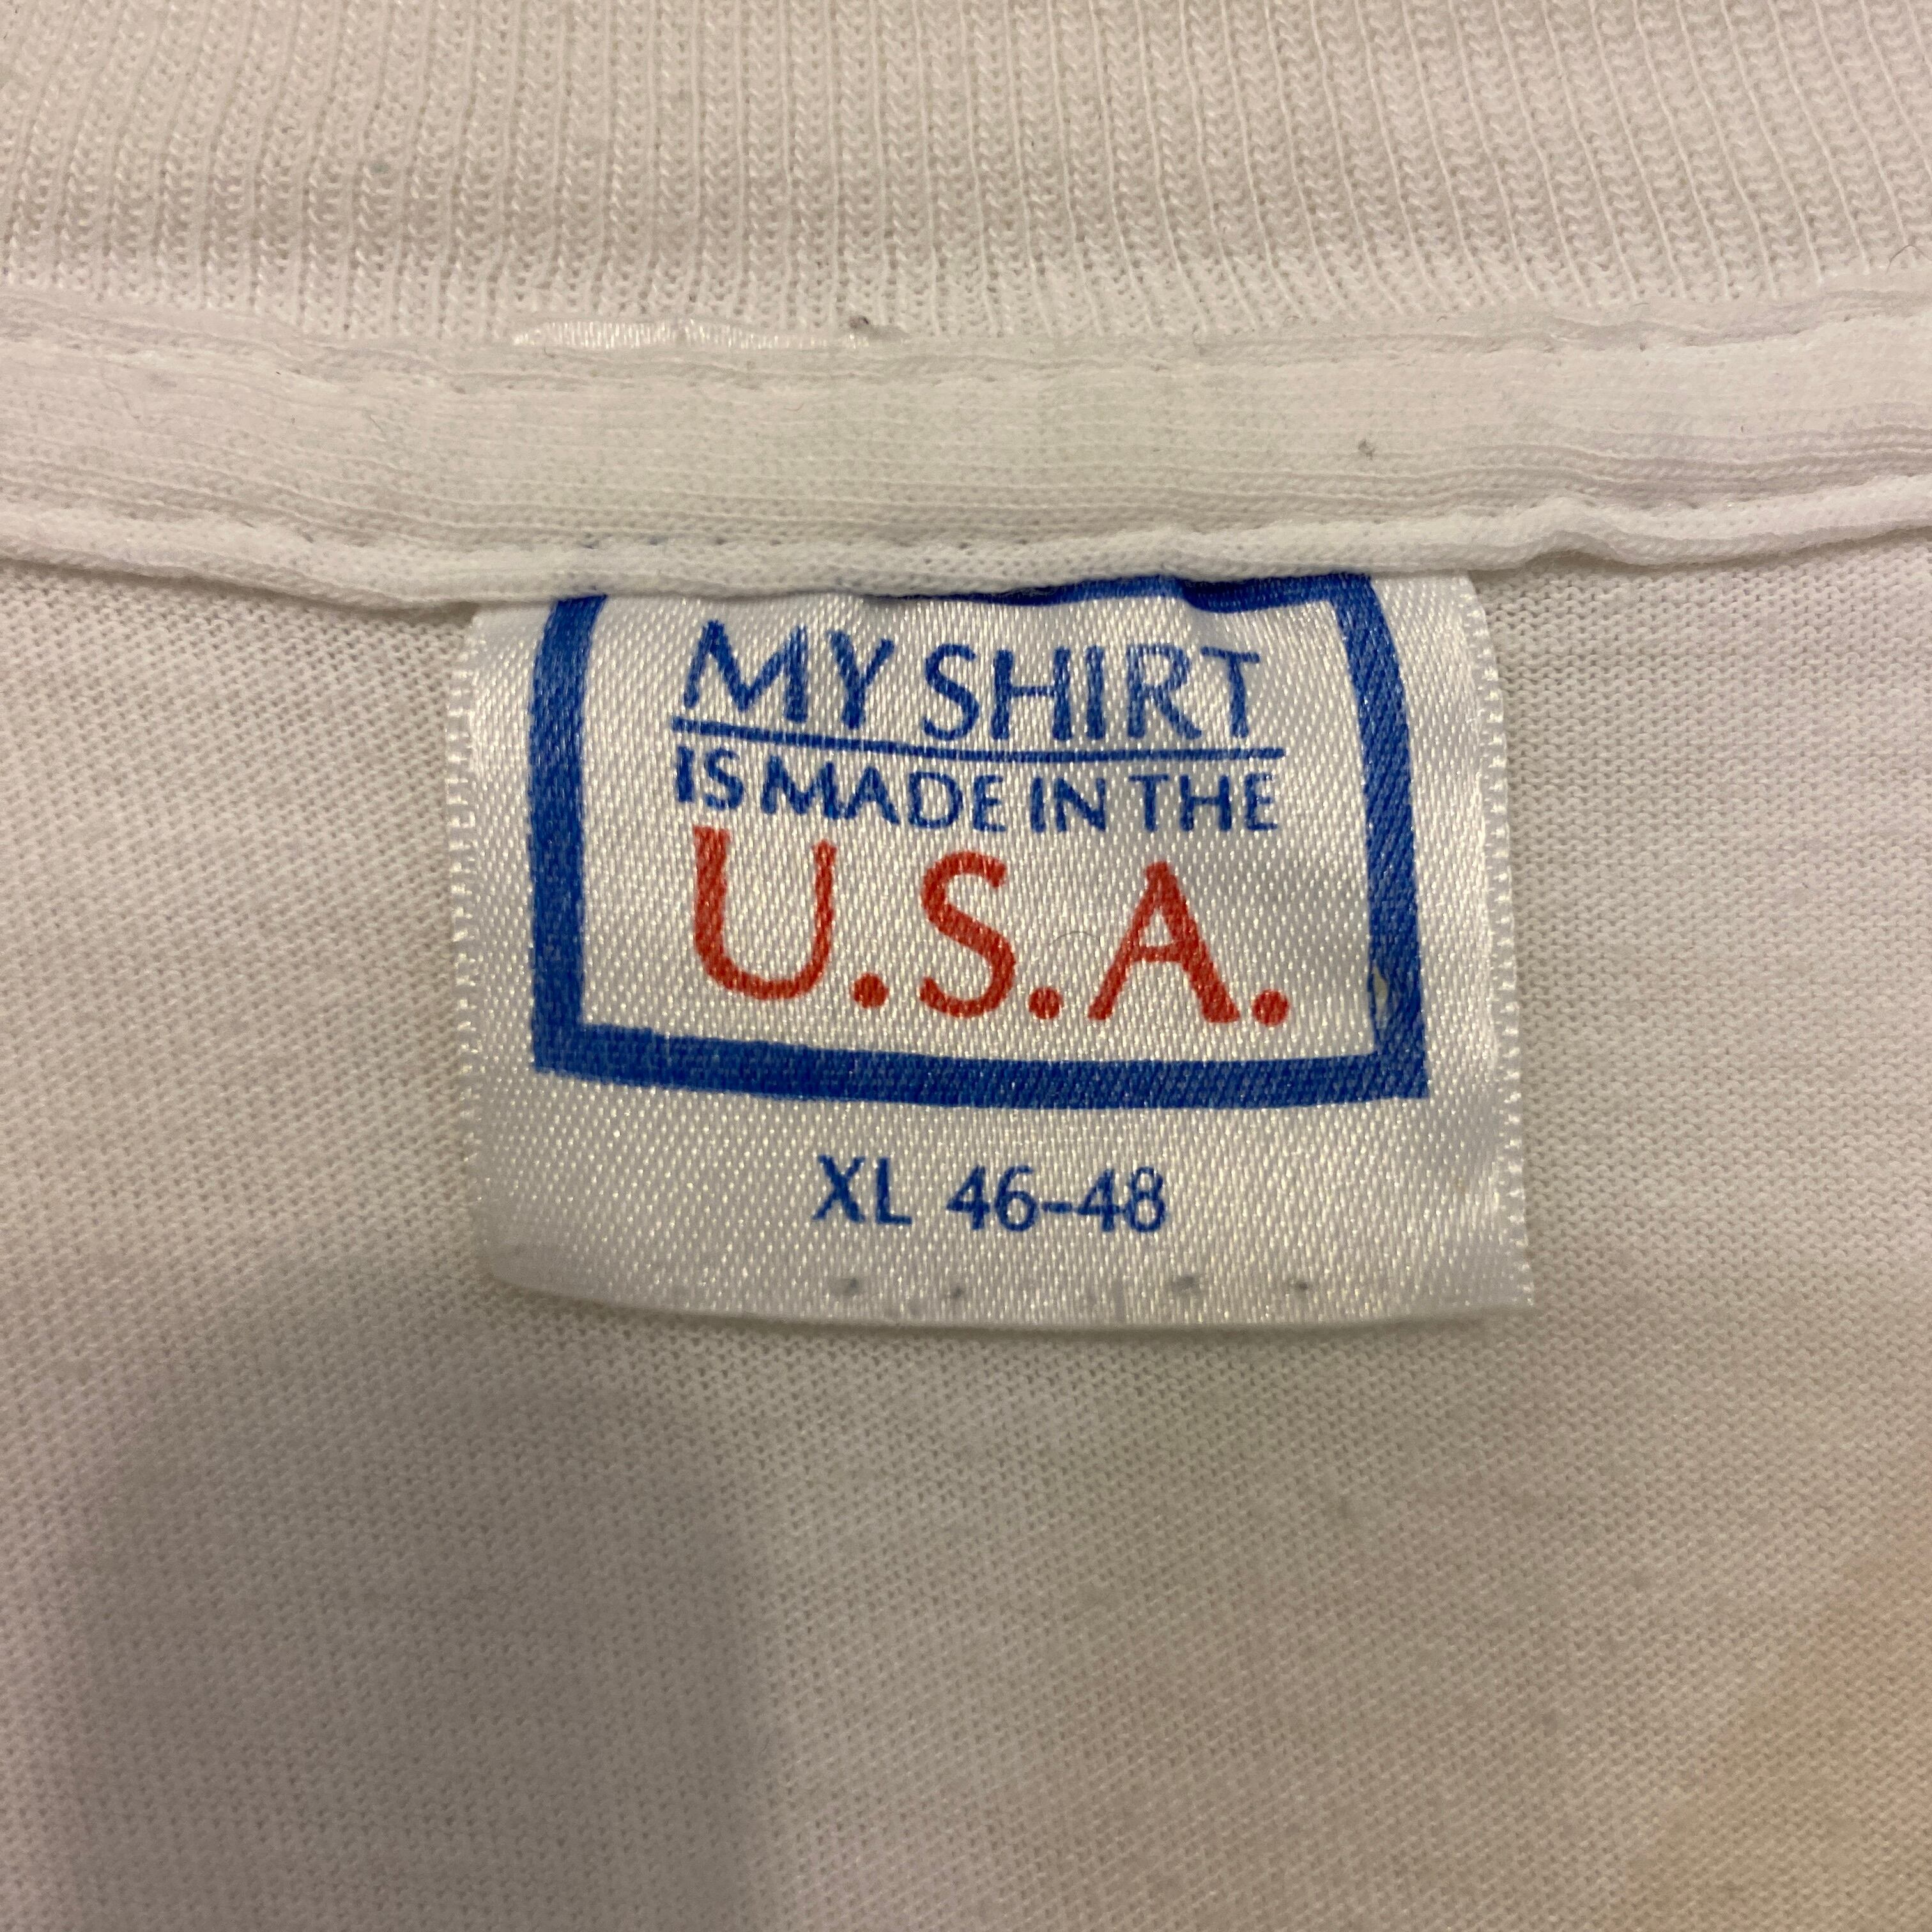 MY SHIRT
IS MADE IN THE
U.S.A.
XL 46-48